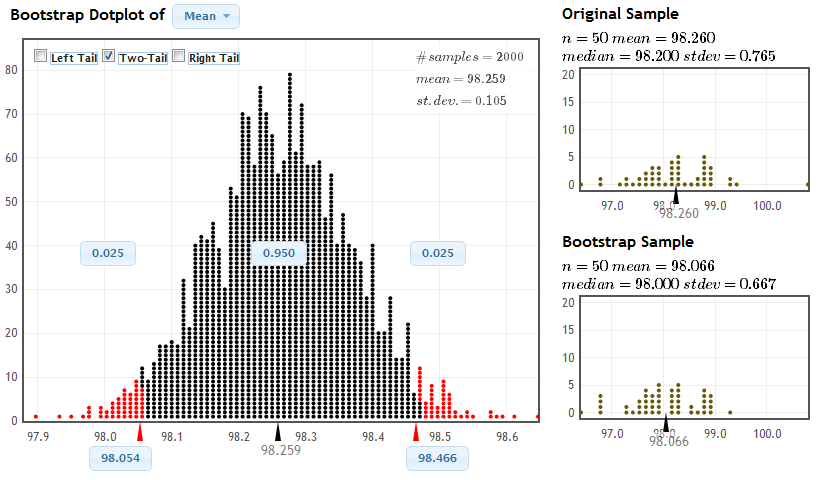 Bootstrap Dotplot of Mean
Left Tail Two-Tail Right Tail
# samples = 2000
mean = 98.259
st.dev. = 0.105
80
70
60
50
40
30
20
10
0
0.025 0.950 0.025
97.9 98.0 98.1 98.2 98.3 98.4 98.5 98.6
98.259
98.054 98.466
Original Sample
n = 50 mean = 98.260
median = 98.200 stdev = 0.765
20
15
10
5
0
97.0 98.0 99.0 100.0
98.260
Bootstrap Sample
n = 50 mean = 98.066
median = 98.000 stdev = 0.667
20
15
10
5
0
97.0 98.0 99.0 100.0
98.066